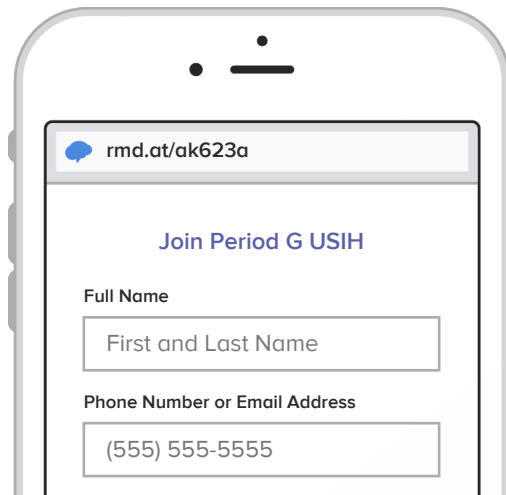 rmd.at/ak623a
Join Period G USIH
Full Name
First and Last Name
Phone Number or Email Address
(555) 555-5555